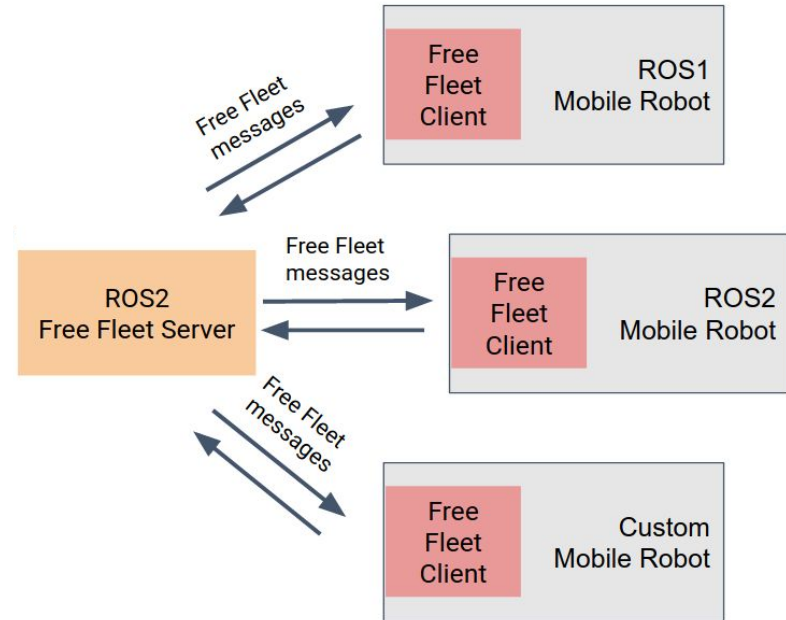 Free
Fleet
Client
ROS1
Mobile Robot
Free Fleet
messages
ROS2
Free Fleet Server
Free Fleet
messages
Free
Fleet
Client
ROS2
Mobile Robot
Free Fleet
messages
Free
Fleet
Client
Custom
Mobile Robot